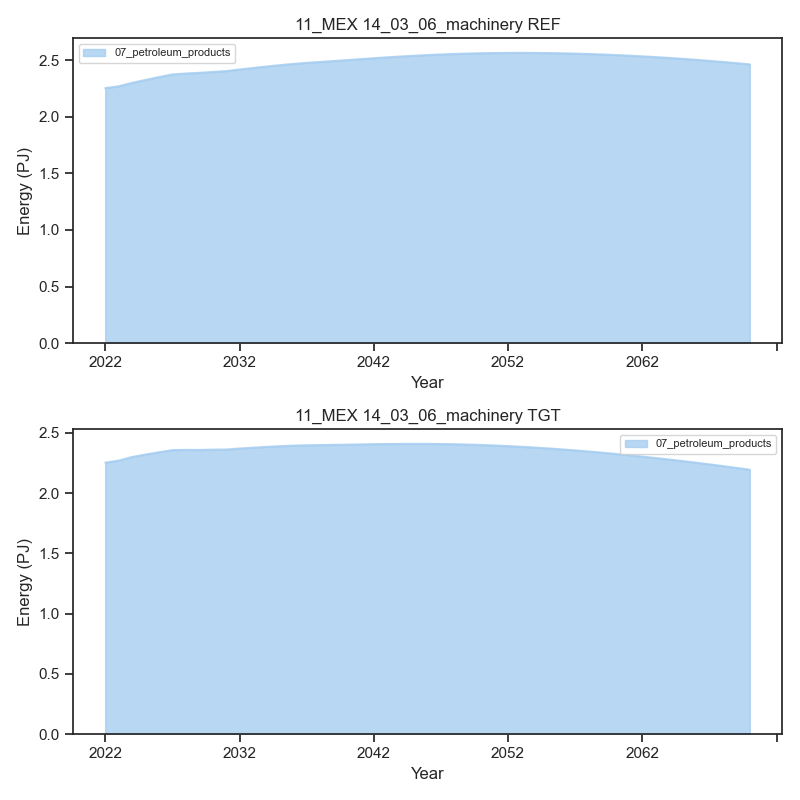 11_MEX 14_03_06_machinery REF
07_petroleum_products
2.5
2.0
1.5
1.0
0.5
0.0
Energy (PJ)
2022 2032 2042 2052 2062
Year
11_MEX 14_03_06_machinery TGT
07_petroleum_products
2.5
2.0
1.5
1.0
0.5
0.0
Energy (PJ)
2022 2032 2042 2052 2062
Year